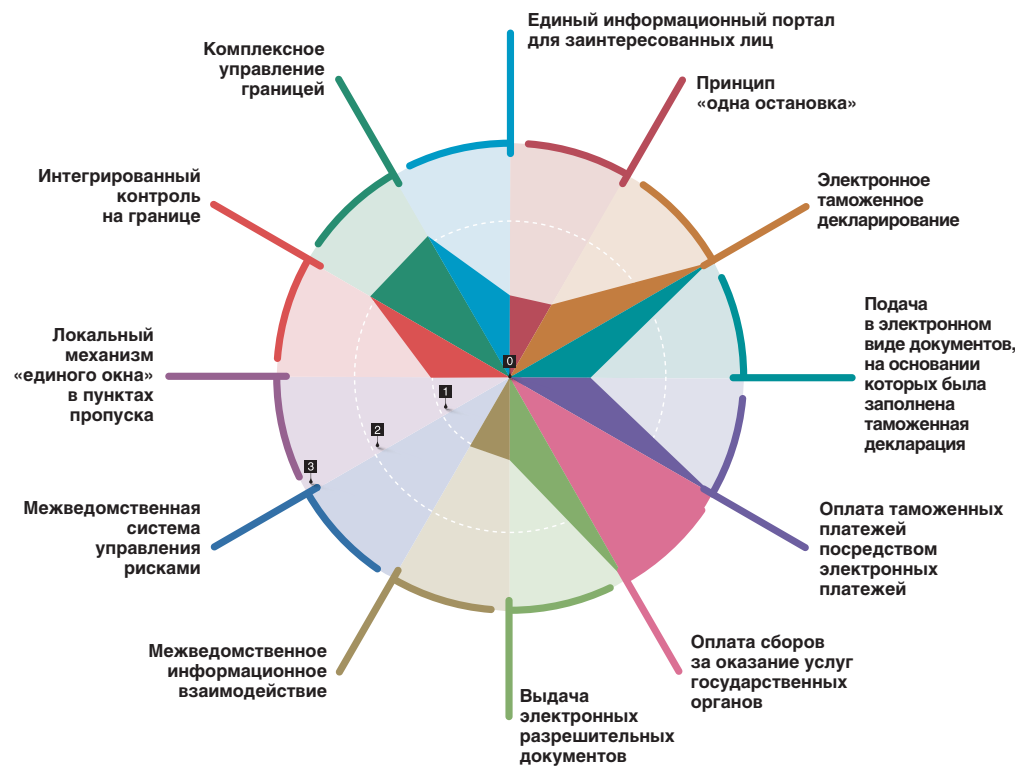 Единый информационный портал
для заинтересованных лиц
Принцип
«одна остановка»
Электронное
таможенное
декларирование
Подача
в электронном
виде документов,
на основании
которых была
заполнена
таможенная
декларация
Оплата таможенных
платежей
посредством
электронных
платежей
Оплата сборов
за оказание услуг
государственных
органов
Выдача
электронных
разрешительных
документов
Межведомственное
информационное
взаимодействие
Межведомственная
система
управления
рисками
Локальный
механизм
«единого окна»
в пунктах
пропуска
Интегрированный
контроль
на границе
Комплексное
управление
границей
0
1
2
3